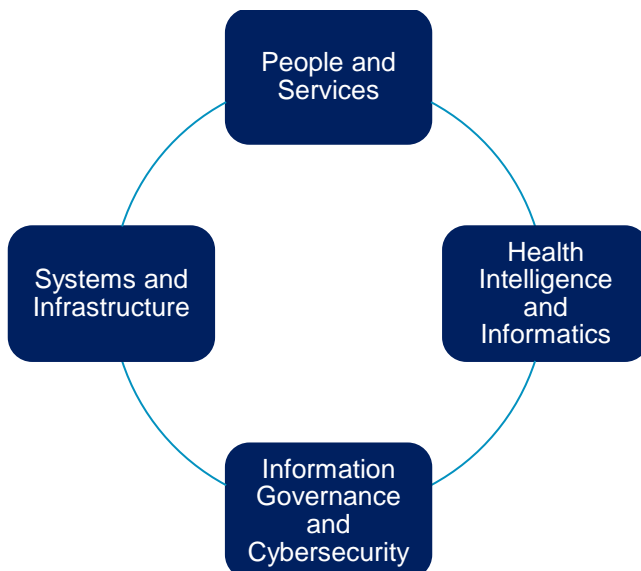 People and
Services
Systems and
Infrastructure
Health
Intelligence
and
Informatics
Information
Governance
and
Cybersecurity